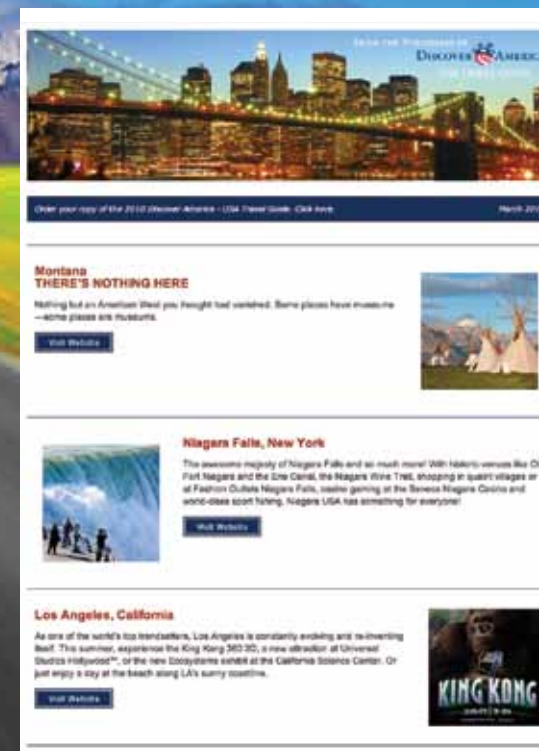 FROM THE PUBLISHERS OF
DISCOVER AMERICA
Order your copy of the 2010 Discover America - USA Travel Guide. Click here.
March 201
Montana
THERE'S NOTHING HERE
Nothing but an American West you thought had vanished. Some places have museums
—some places are museums.
Visit Website
Niagara Falls, New York
The awesome majesty of Niagara Falls and so much more! With historic venues like
Fort Niagara and the Erie Canal, the Niagara Wine Trail, shopping in quaint villages or
at Fashion Outlets Niagara Falls, casino gaming at the Seneca Niagara Casino and
world-class sport fishing, Niagara USA has something for everyone!
Visit Website
Los Angeles, California
As one of the world's top trendsetters, Los Angeles is constantly evolving and re-inventing
itself. This summer, experience the King Kong 360 3D, a new attraction at Universal
Studios Hollywood℠, or the new Ecosystems exhibit at the California Science Center. Or
just enjoy a day at the beach along LA's sunny coastline.
Visit Website
KING KONG